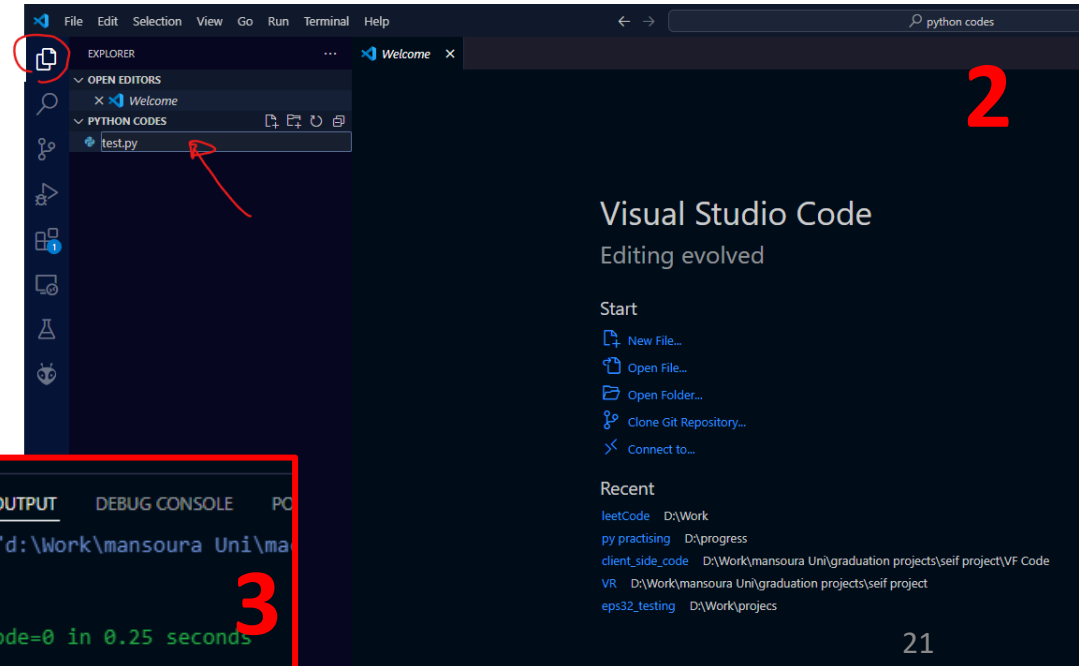 File Edit Selection View Go Run Terminal Help
python codes
EXPLORER
Welcome
2
OPEN EDITORS
Welcome
PYTHON CODES
test.py
1
Visual Studio Code
Editing evolved
Start
New File...
Open File...
Open Folder...
Clone Git Repository...
Connect to...
Recent
leetCode D:\Work
py practising D:\progress
client_side_code D:\Work\mansoura Uni\graduation projects\seif project\VF Code
VR D:\Work\mansoura Uni\graduation projects\seif project
eps32_testing D:\Work\projecs
OUTPUT DEBUG CONSOLE PO
'd:\Work\mansoura Uni\mac
3
ode=0 in 0.25 seconds
21